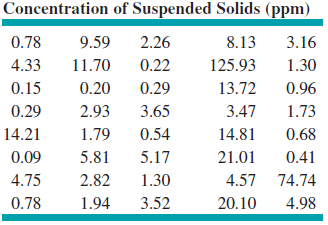 Concentration of Suspended Solids (ppm)
0.78 9.59 2.26 8.13 3.16
4.33 11.70 0.22 125.93 1.30
0.15 0.20 0.29 13.72 0.96
0.29 2.93 3.65 3.47 1.73
14.21 1.79 0.54 14.81 0.68
0.09 5.81 5.17 21.01 0.41
4.75 2.82 1.30 4.57 74.74
0.78 1.94 3.52 20.10 4.98